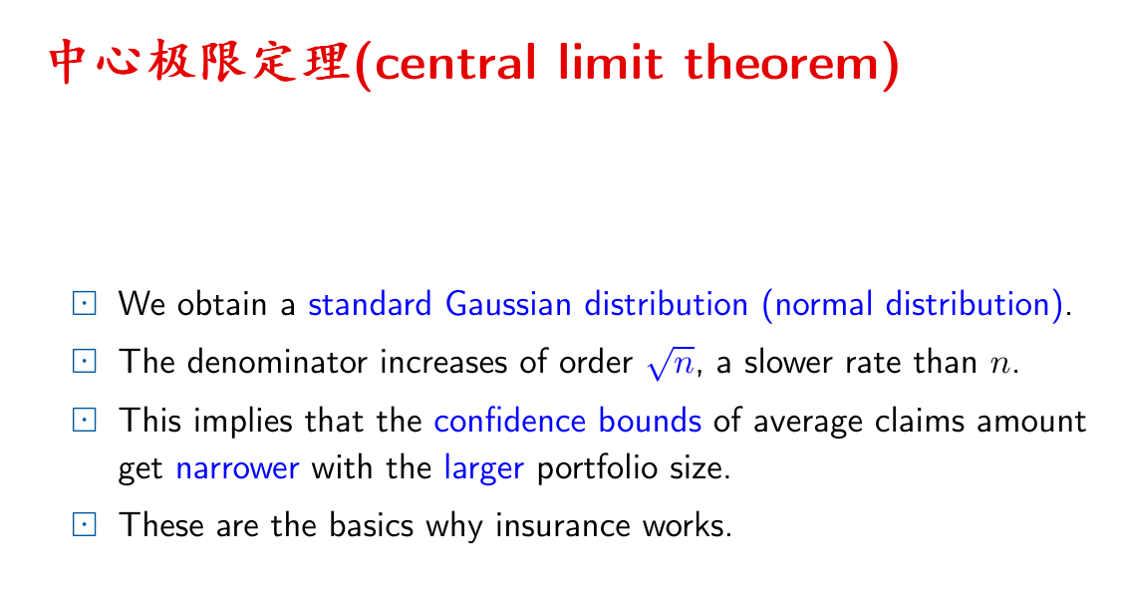 中心极限定理(central limit theorem)
We obtain a standard Gaussian distribution (normal distribution).
The denominator increases of order √n, a slower rate than n.
This implies that the confidence bounds of average claims amount
get narrower with the larger portfolio size.
These are the basics why insurance works.